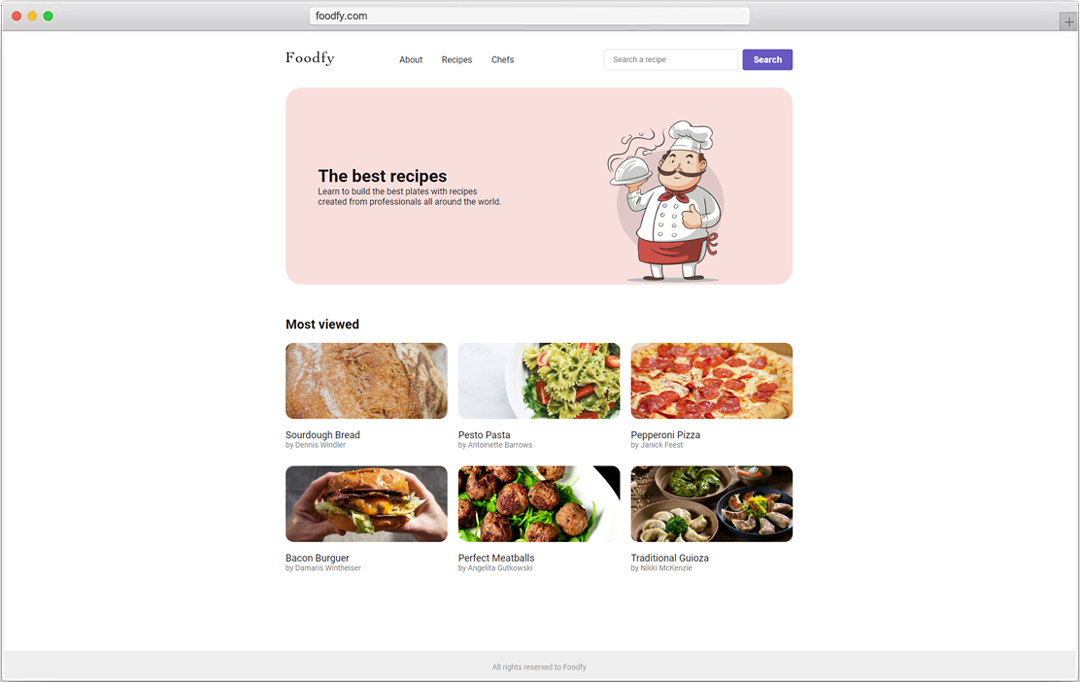 foodfy.com
Foodfy
About
Recipes
Chefs
Search a recipe
Search
The best recipes
Learn to build the best plates with recipes
created from professionals all around the world.
Most viewed
Sourdough Bread
by Dennis Windler
Pesto Pasta
by Antoinette Barrows
Pepperoni Pizza
by Janick Feest
Bacon Burguer
by Damaris Wintheiser
Perfect Meatballs
by Angelita Gutkowski
Traditional Guioza
by Nikki McKenzie
All rights reserved to Foodfy